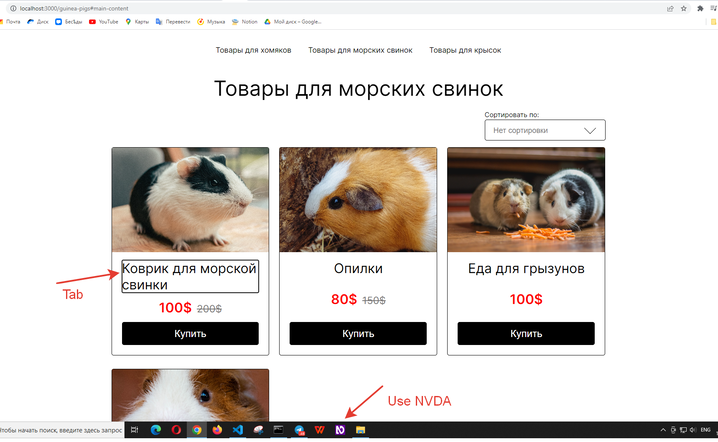 localhost:3000/guinea-pigs#main-content
Почта Диск Беседы YouTube Карты Перевести Музыка Notion Мой диск – Google...
Товары для хомяков Товары для морских свинок Товары для крысок
Товары для морских свинок
Сортировать по:
Нет сортировки
Коврик для морской
свинки
100$ 200$
Купить
Опилки
80$ 150$
Купить
Еда для грызунов
100$
Купить
Tab
Use NVDA
Чтобы начать поиск, введите здесь запрос
ENG